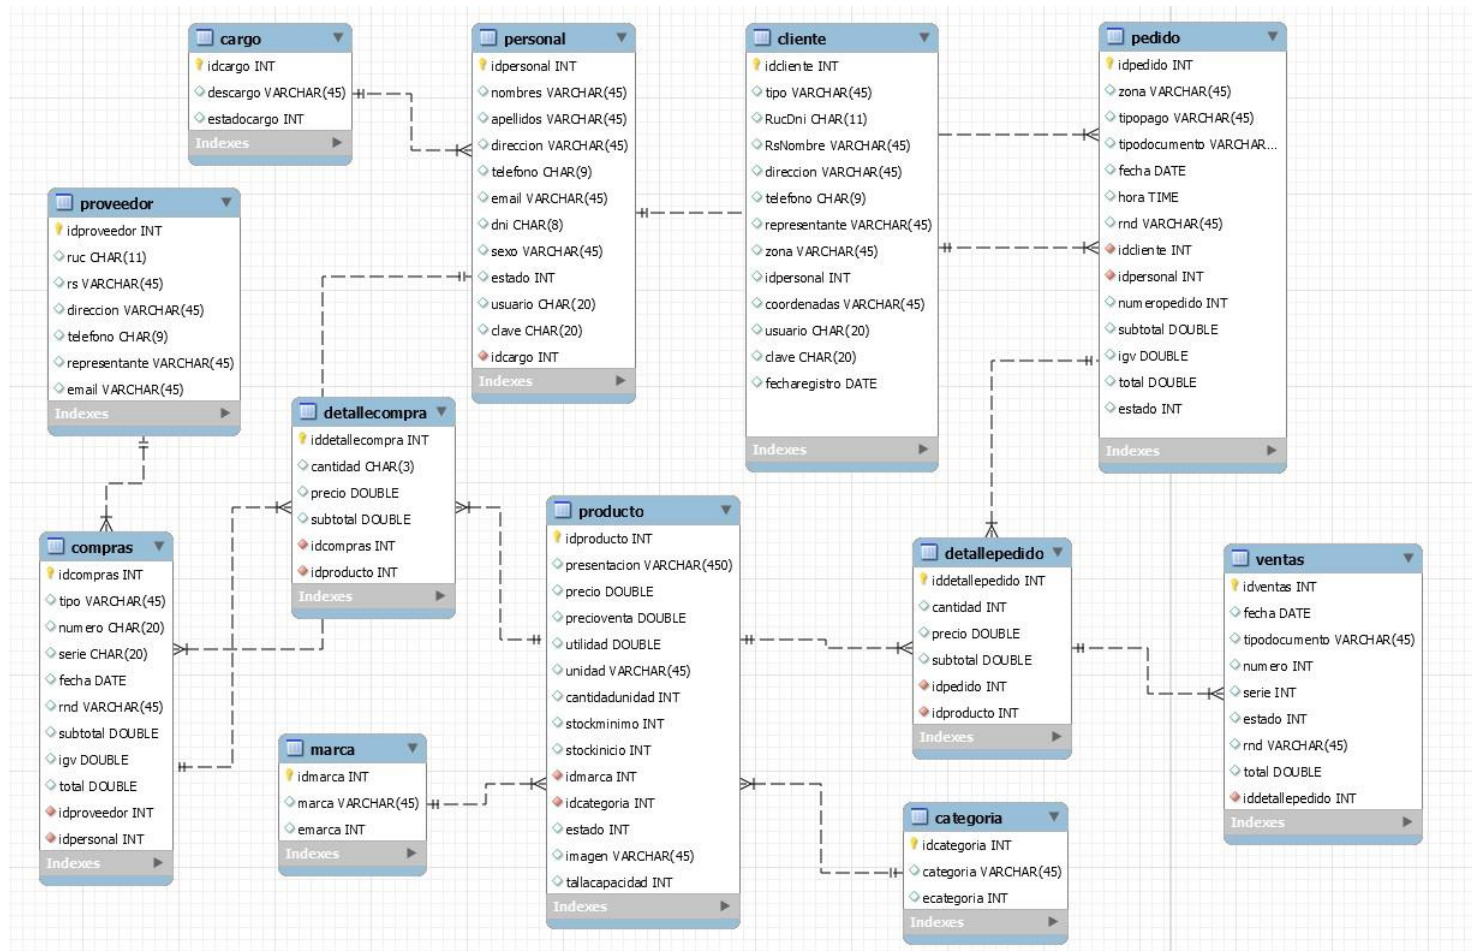 cargo
idcargo INT
descargo VARCHAR(45)
estadocargo INT
Indexes
personal
idpersonal INT
nombres VARCHAR(45)
apellidos VARCHAR(45)
direccion VARCHAR(45)
telefono CHAR(9)
email VARCHAR(45)
dni CHAR(8)
sexo VARCHAR(45)
estado INT
usuario CHAR(20)
clave CHAR(20)
idcargo INT
Indexes
cliente
idcliente INT
tipo VARCHAR(45)
RucDni CHAR(11)
RsNombre VARCHAR(45)
direccion VARCHAR(45)
telefono CHAR(9)
representante VARCHAR(45)
zona VARCHAR(45)
idpersonal INT
coordenadas VARCHAR(45)
usuario CHAR(20)
clave CHAR(20)
fecharegistro DATE
Indexes
pedido
idpedido INT
zona VARCHAR(45)
tipopago VARCHAR(45)
tipodocumento VARCHAR...
fecha DATE
hora TIME
rnd VARCHAR(45)
idcliente INT
idpersonal INT
numeropedido INT
subtotal DOUBLE
igv DOUBLE
total DOUBLE
estado INT
Indexes
proveedor
idproveedor INT
ruc CHAR(11)
rs VARCHAR(45)
direccion VARCHAR(45)
telefono CHAR(9)
representante VARCHAR(45)
email VARCHAR(45)
Indexes
detallecompra
iddetallecompra INT
cantidad CHAR(3)
precio DOUBLE
subtotal DOUBLE
idcompras INT
idproducto INT
Indexes
compras
idcompras INT
tipo VARCHAR(45)
numero CHAR(20)
serie CHAR(20)
fecha DATE
rnd VARCHAR(45)
subtotal DOUBLE
igv DOUBLE
total DOUBLE
idproveedor INT
idpersonal INT
Indexes
marca
idmarca INT
marca VARCHAR(45)
emarca INT
Indexes
producto
idproducto INT
presentacion VARCHAR(450)
precio DOUBLE
precioventa DOUBLE
utilidad DOUBLE
unidad VARCHAR(45)
cantidadunidad INT
stockminimo INT
stockinicio INT
idmarca INT
idcategoria INT
estado INT
imagen VARCHAR(45)
tallacapacidad INT
Indexes
detallepedido
iddetallepedido INT
cantidad INT
precio DOUBLE
subtotal DOUBLE
idpedido INT
idproducto INT
Indexes
categoria
idcategoria INT
categoria VARCHAR(45)
ecategoria INT
Indexes
ventas
idventas INT
fecha DATE
tipodocumento VARCHAR(45)
numero INT
serie INT
estado INT
rnd VARCHAR(45)
total DOUBLE
iddetallepedido INT
Indexes